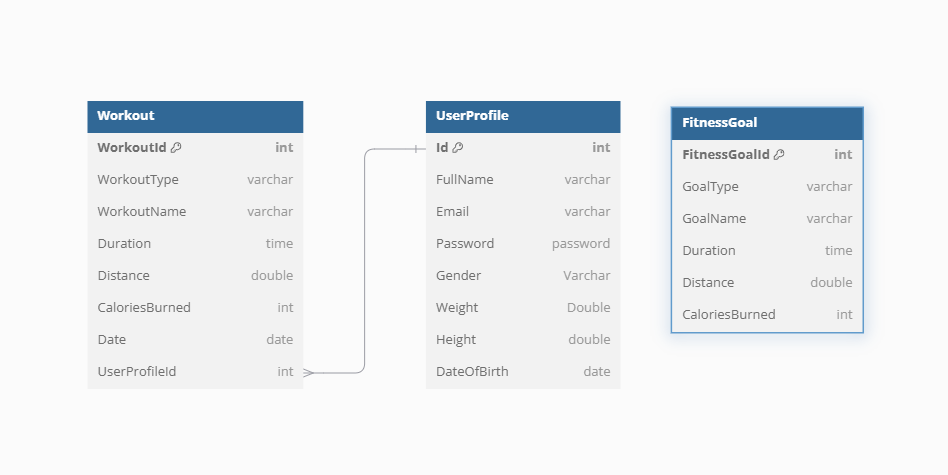 Workout
WorkoutId int
WorkoutType varchar
WorkoutName varchar
Duration time
Distance double
CaloriesBurned int
Date date
UserProfileId int
UserProfile
Id int
FullName varchar
Email varchar
Password password
Gender Varchar
Weight Double
Height double
DateOfBirth date
FitnessGoal
FitnessGoalId int
GoalType varchar
GoalName varchar
Duration time
Distance double
CaloriesBurned int